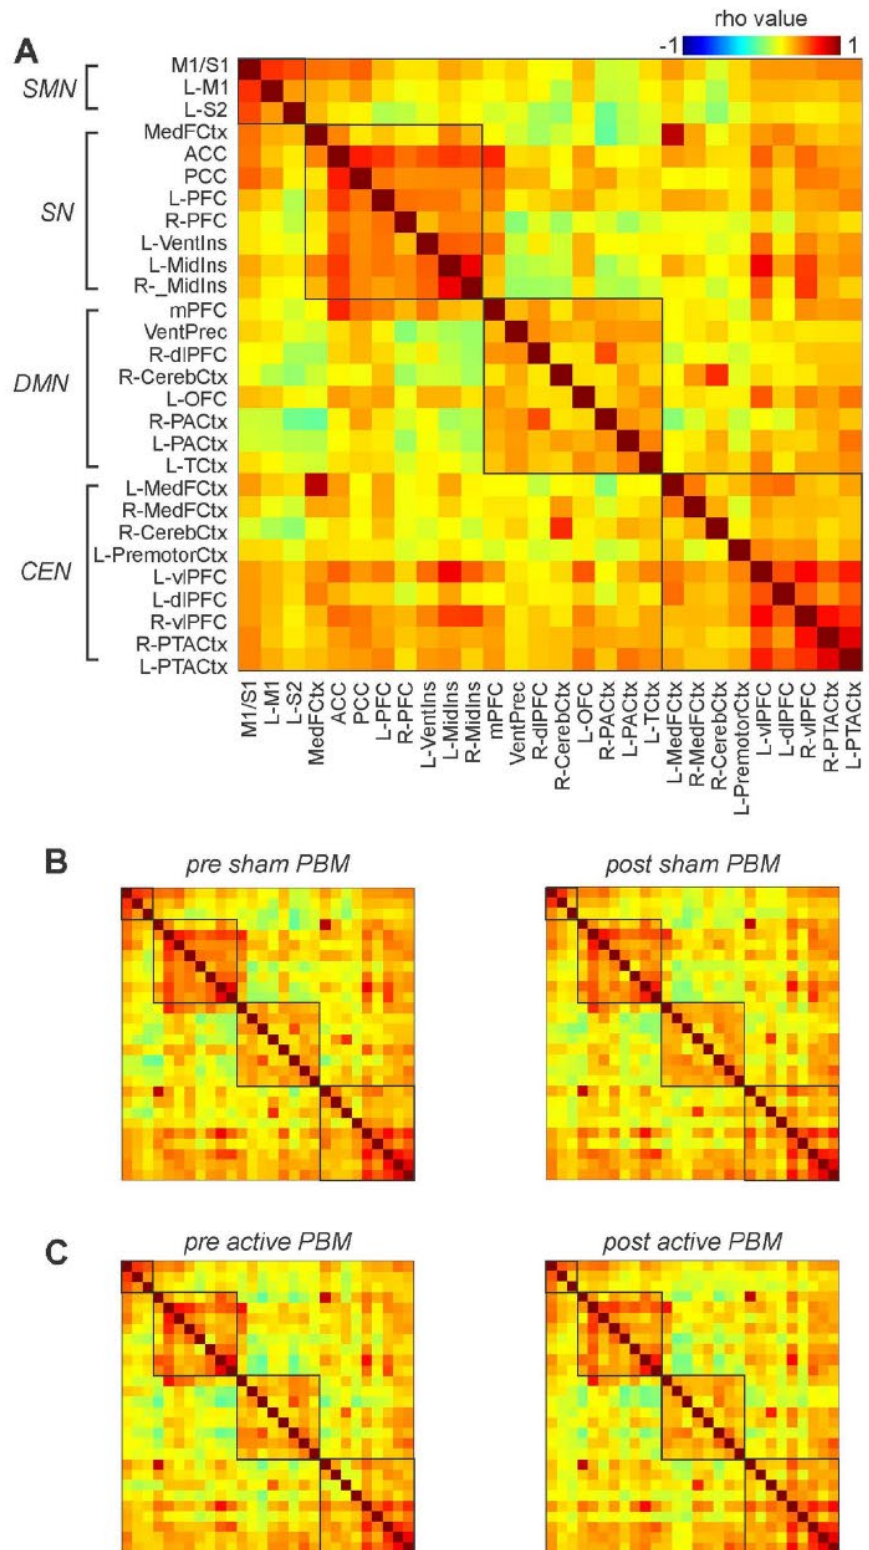 rho value
-1 1
A
SMN
SN
DMN
CEN
M1/S1
L-M1
L-S2
MedFCtx
ACC
PCC
L-PFC
R-PFC
L-VentIns
L-MidIns
R-_MidIns
mPFC
VentPrec
R-dlPFC
R-CerebCtx
L-OFC
R-PACtx
L-PACtx
L-TCtx
L-MedFCtx
R-MedFCtx
R-CerebCtx
L-PremotorCtx
L-vlPFC
L-dlPFC
R-vlPFC
R-PTACtx
L-PTACtx
M1/S1
L-M1
L-S2
MedFCtx
ACC
PCC
L-PFC
R-PFC
L-VentIns
L-MidIns
R-MidIns
mPFC
VentPrec
R-dlPFC
R-CerebCtx
L-OFC
R-PACtx
L-PACtx
L-TCtx
L-MedFCtx
R-MedFCtx
R-CerebCtx
L-PremotorCtx
L-vlPFC
L-dlPFC
R-vlPFC
R-PTACtx
L-PTACtx
B
pre sham PBM
post sham PBM
C
pre active PBM
post active PBM